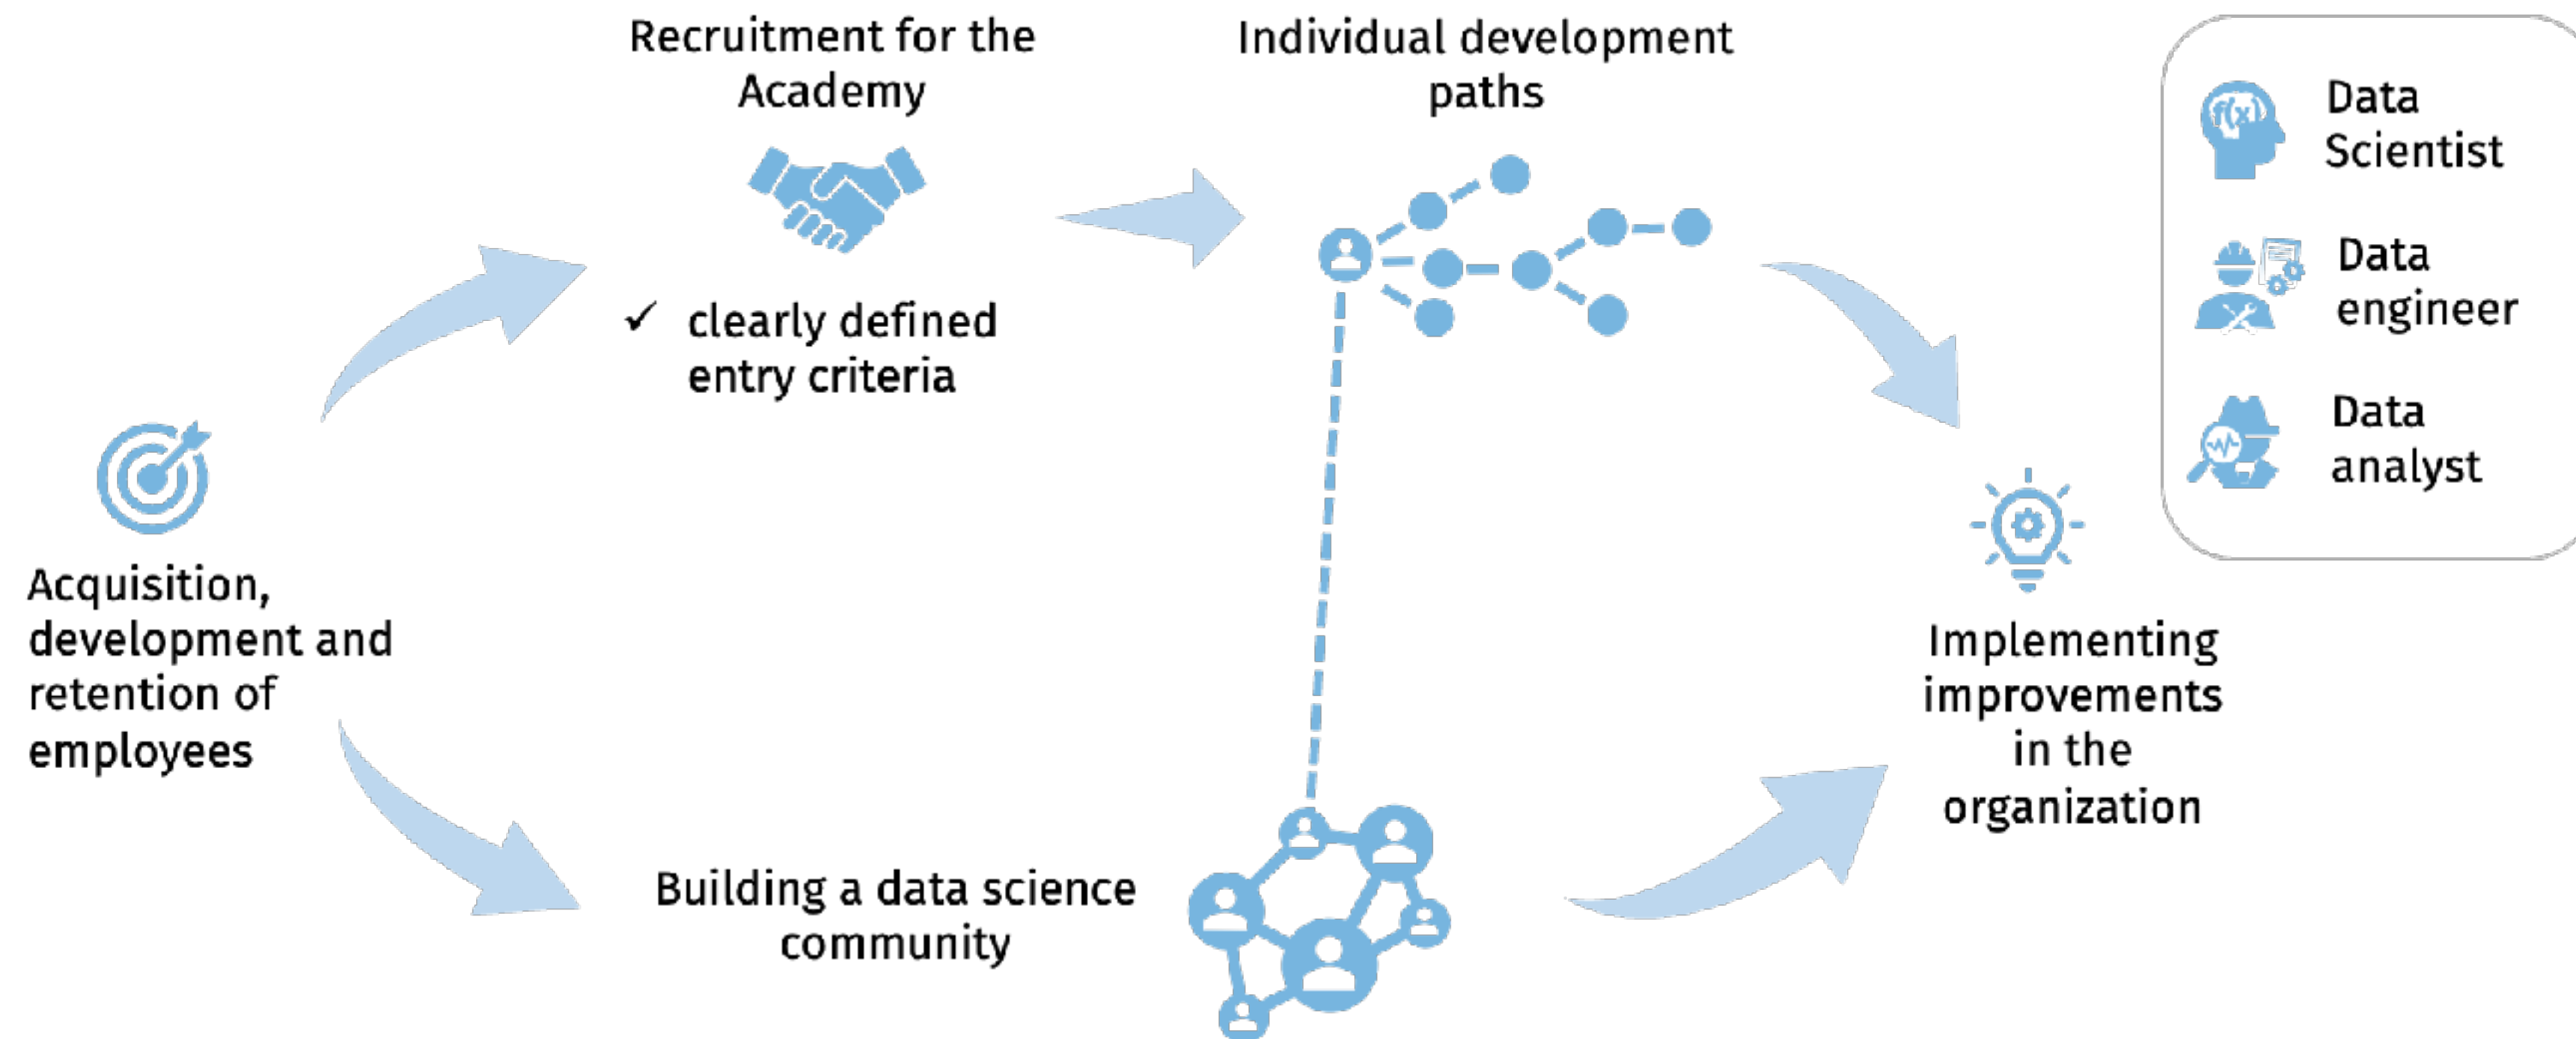 Recruitment for the
Academy
✓ clearly defined
entry criteria
Individual development
paths
f(x)
Data
Scientist
Data
engineer
Data
analyst
Acquisition,
development and
retention of
employees
Building a data science
community
Implementing
improvements
in the
organization